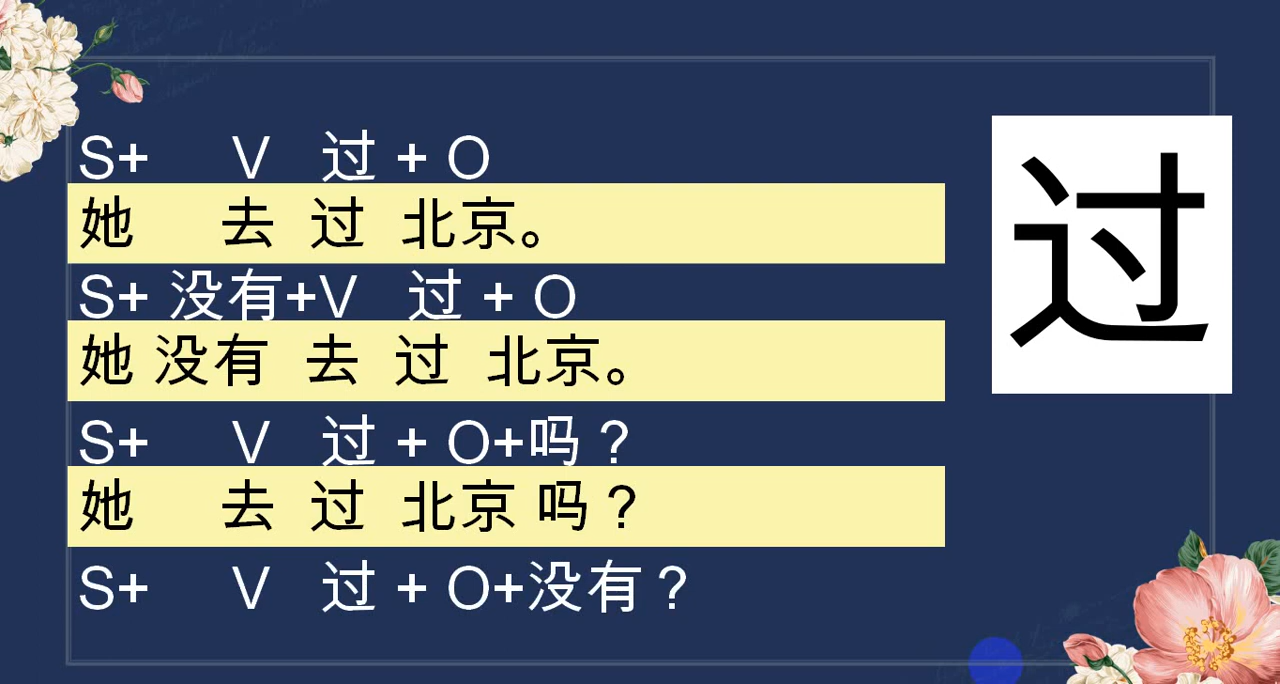 S+ V 过 + O
她 去 过 北京。
S+ 没有+V 过 + O
她 没有 去 过 北京。
S+ V 过 + O+吗？
她 去 过 北京 吗？
S+ V 过 + O+没有？
过